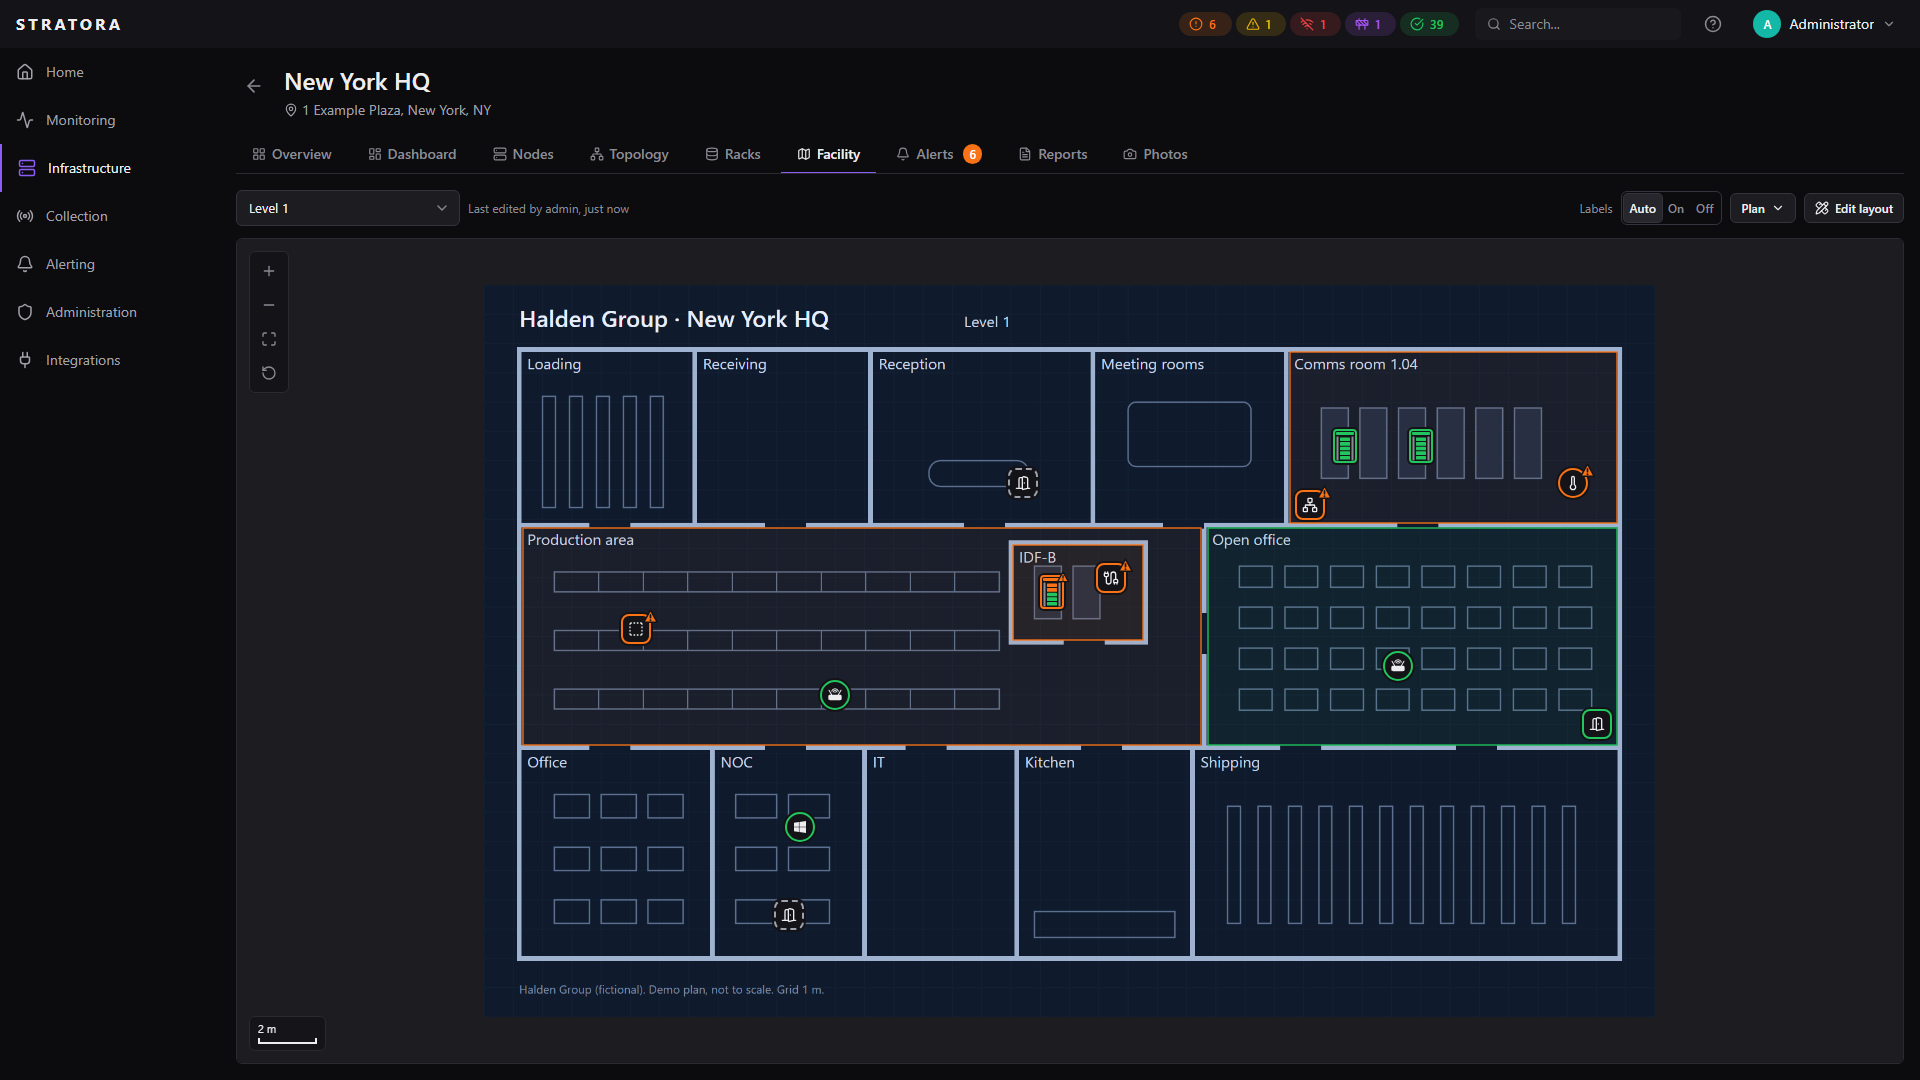 STRATORA
6
1
1
1
39
Search...
A
Administrator
Home
Monitoring
Infrastructure
Collection
Alerting
Administration
Integrations
New York HQ
1 Example Plaza, New York, NY
Overview
Dashboard
Nodes
Topology
Racks
Facility
Alerts 6
Reports
Photos
Level 1
Last edited by admin, just now
Labels
Auto
On
Off
Plan
Edit layout
Halden Group · New York HQ
Level 1
Loading
Receiving
Reception
Meeting rooms
Comms room 1.04
Production area
IDF-B
Open office
Office
NOC
IT
Kitchen
Shipping
Halden Group (fictional). Demo plan, not to scale. Grid 1 m.
2 m